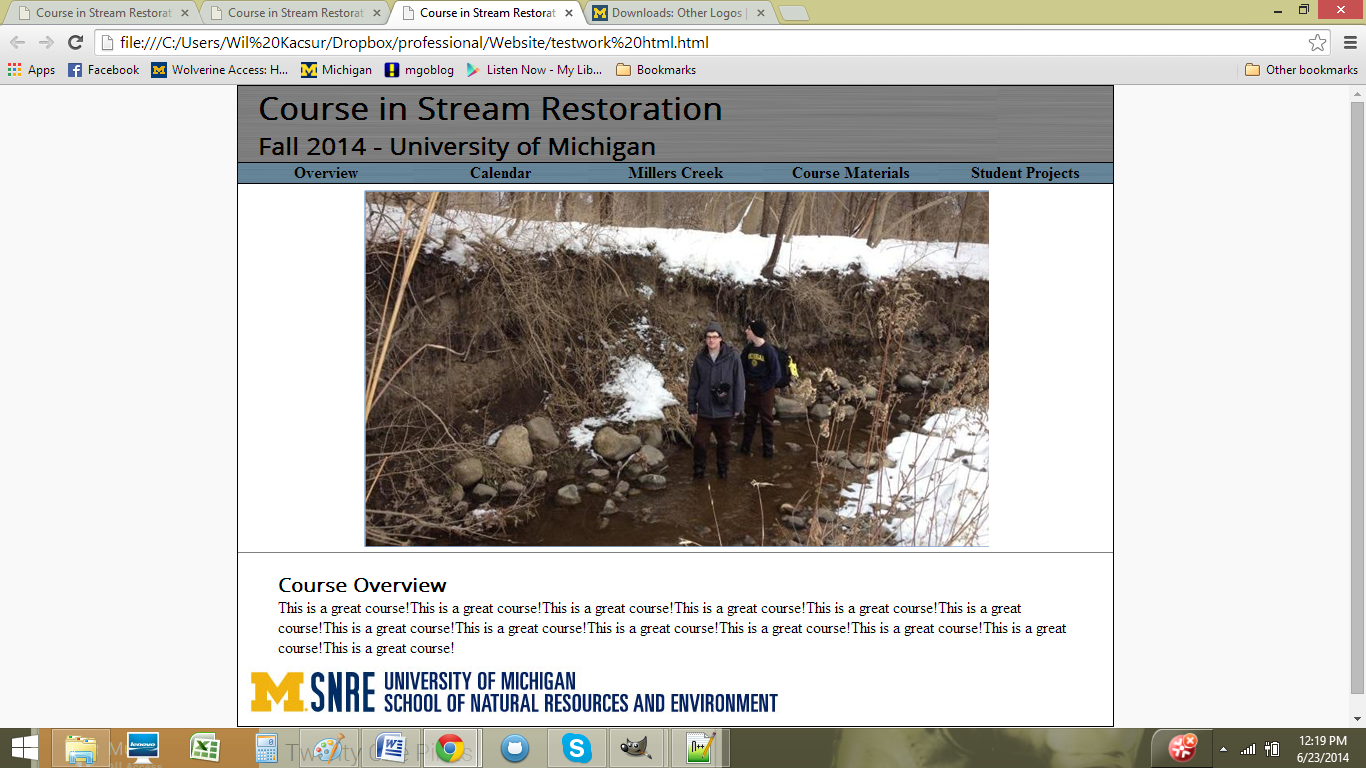 Course in Stream Restorat
Course in Stream Restorat
Course in Stream Restorat
Downloads: Other Logos |
file:///C:/Users/Wil%20Kacsur/Dropbox/professional/Website/testwork%20html.html
Apps
Facebook
Wolverine Access: H...
Michigan
mgoblog
Listen Now - My Lib...
Bookmarks
Other bookmarks
Course in Stream Restoration
Fall 2014 - University of Michigan
Overview
Calendar
Millers Creek
Course Materials
Student Projects
Course Overview
This is a great course!This is a great course!This is a great course!This is a great course!This is a great course!This is a great
course!This is a great course!This is a great course!This is a great course!This is a great course!This is a great course!This is a great
course!This is a great course!
M SNRE UNIVERSITY OF MICHIGAN
SCHOOL OF NATURAL RESOURCES AND ENVIRONMENT
lenovo
12:19 PM
6/23/2014